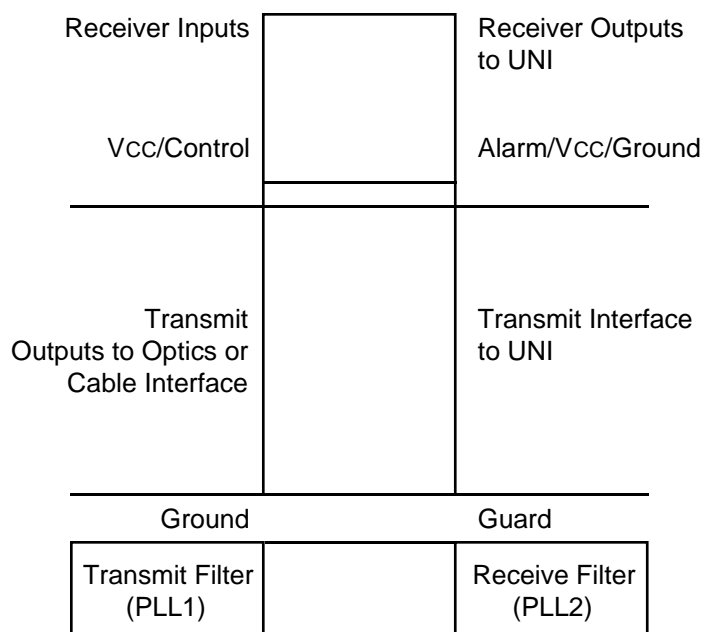 Receiver Inputs
Receiver Outputs
to UNI
VCC/Control
Alarm/VCC/Ground
Transmit
Outputs to Optics or
Cable Interface
Transmit Interface
to UNI
Ground
Guard
Transmit Filter
(PLL1)
Receive Filter
(PLL2)